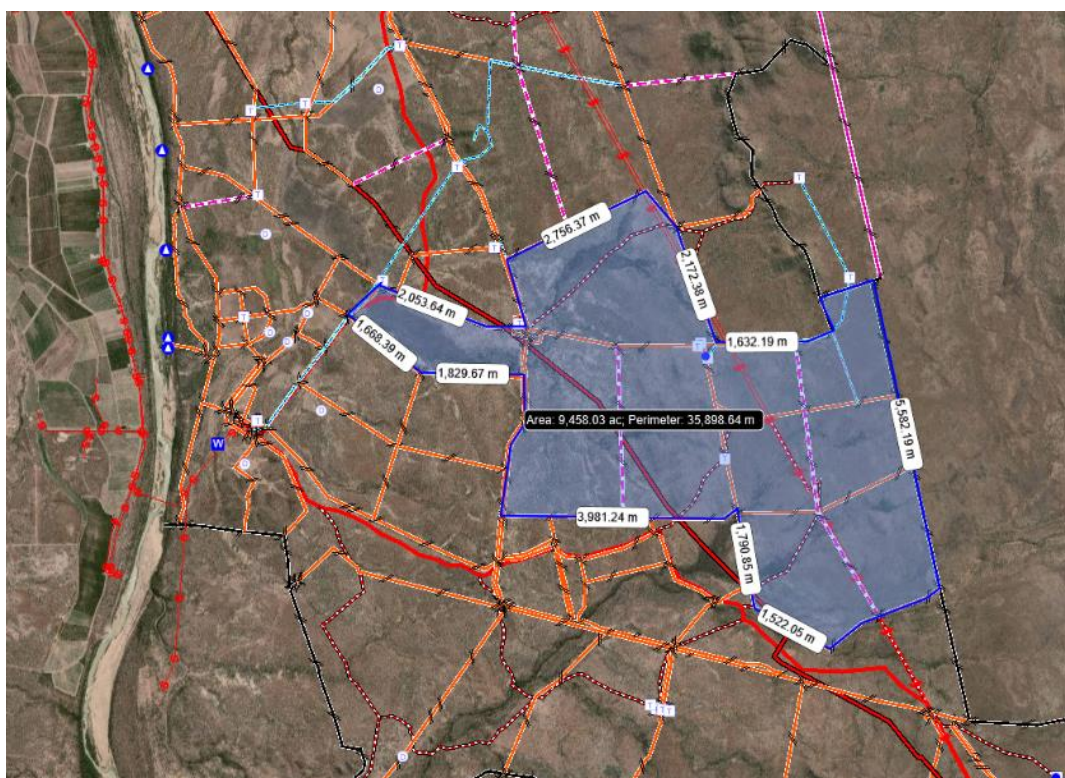 T
T
T
D
T
2,756.37 m
T
T
D
T
2,172.38 m
T
T
2,053.64 m
T
T
D
D
D
1,668.39 m
1,632.19 m
1,829.67 m
D
T
Area: 9,458.03 ac; Perimeter: 35,898.64 m
5,582.19 m
W
D
T
3,981.24 m
1,790.85 m
1,522.05 m
T
T
T
D